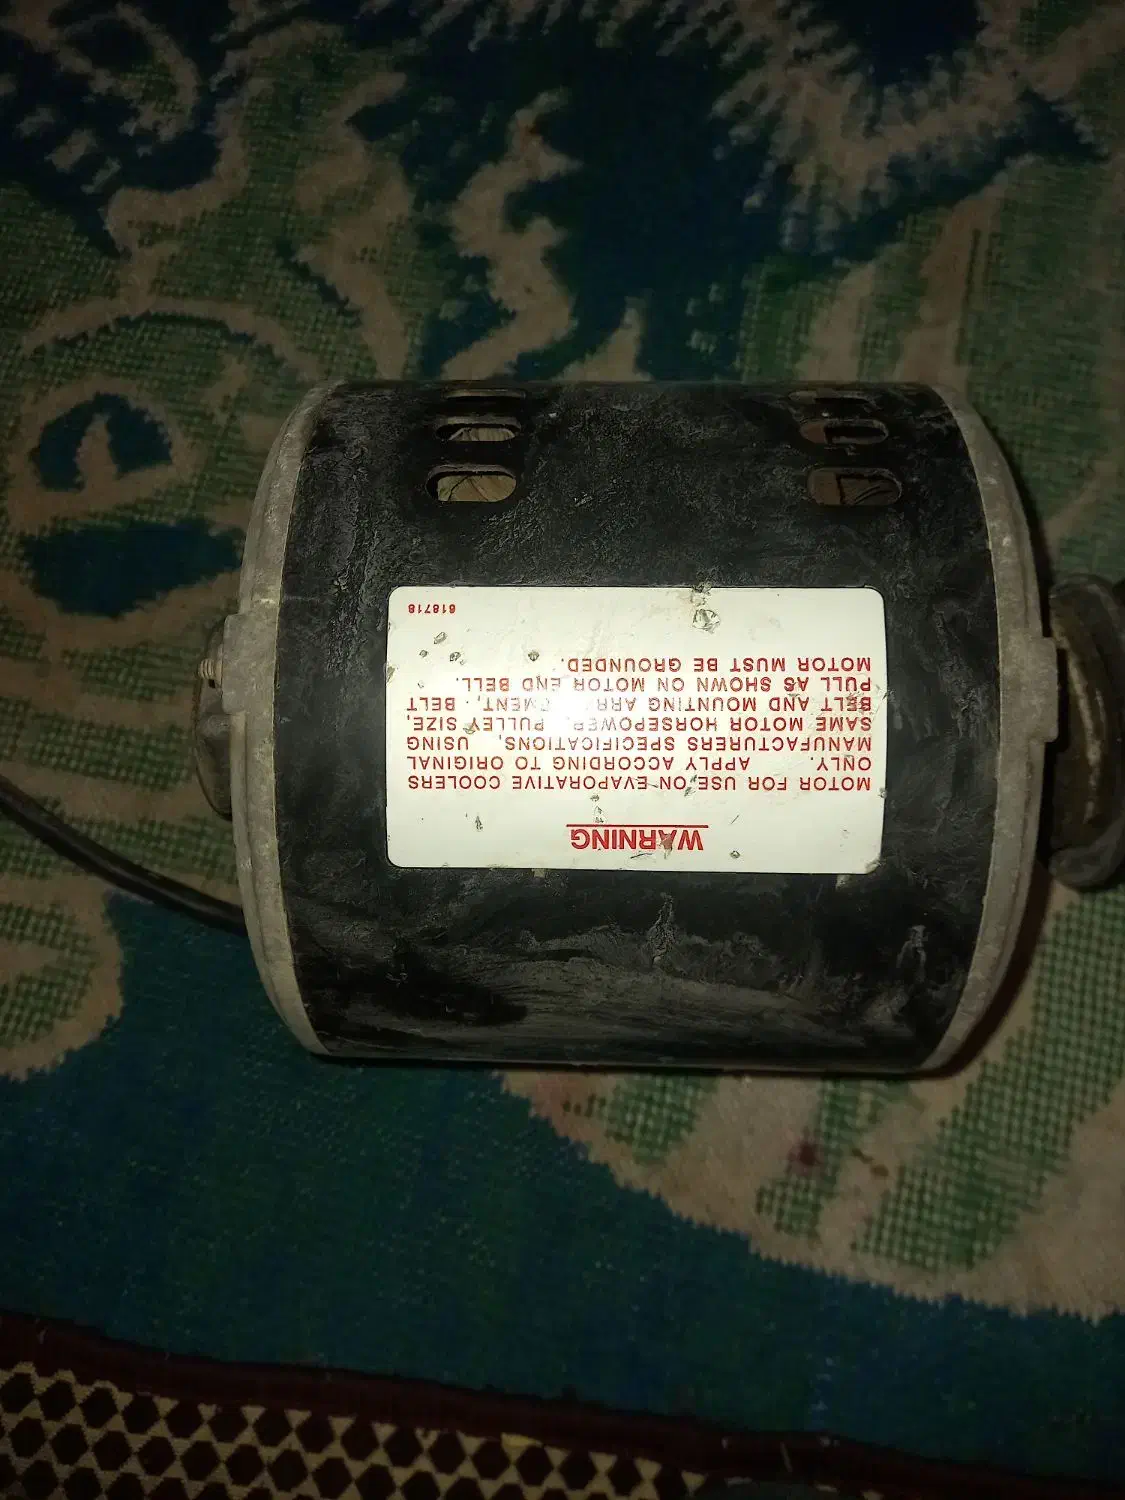 WARNING
MOTOR FOR USE ON EVAPORATIVE COOLERS
ONLY. APPLY ACCORDING TO ORIGINAL
MANUFACTURERS SPECIFICATIONS, USING
SAME MOTOR HORSEPOWER, PULLEY SIZE,
BELT AND MOUNTING BELT
PULL AS SHOWN ON MOTOR END BELL.
MOTOR MUST BE GROUNDED.
618718